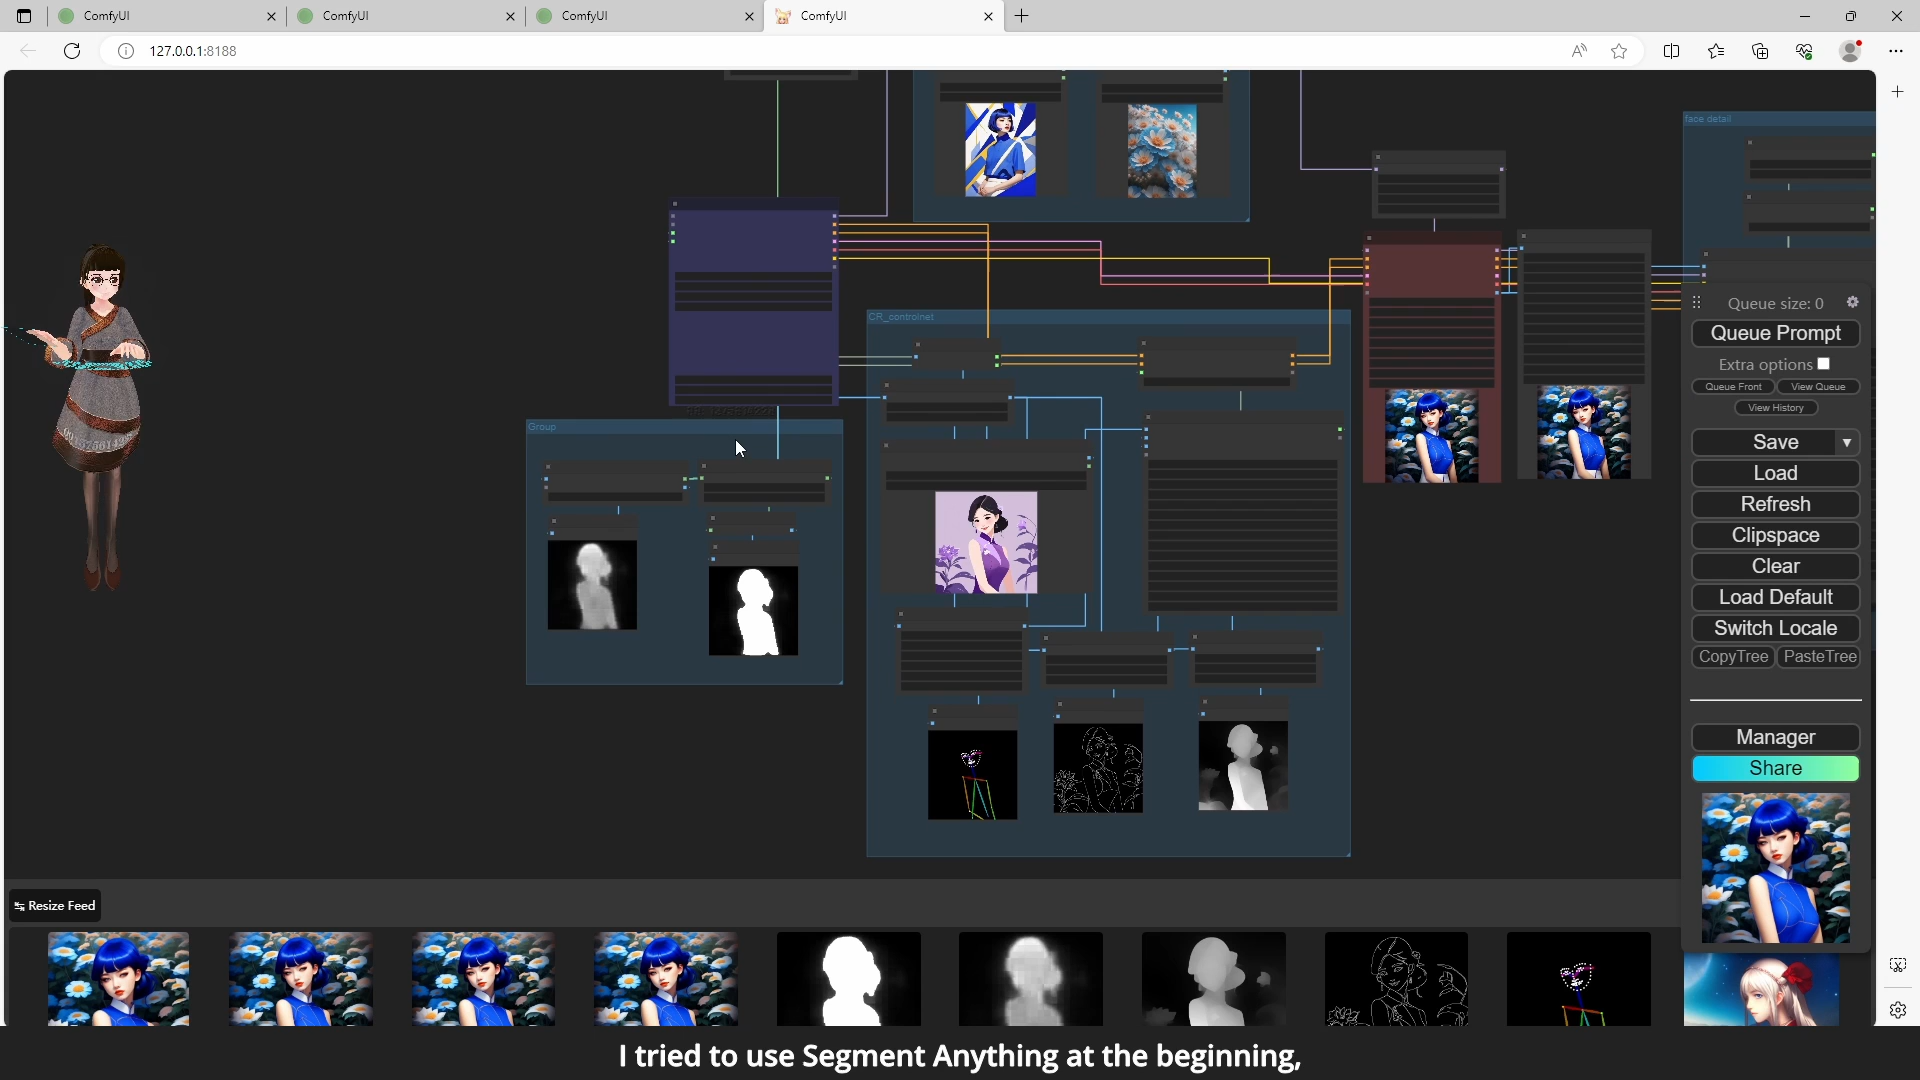 ComfyUI
ComfyUI
ComfyUI
ComfyUI
127.0.0.1:8188
face detail
CR_controlnet
Group
Queue size: 0
Queue Prompt
Extra options
Queue Front
View Queue
View History
Save
Load
Refresh
Clipspace
Clear
Load Default
Switch Locale
CopyTree
PasteTree
Manager
Share
Resize Feed
I tried to use Segment Anything at the beginning,